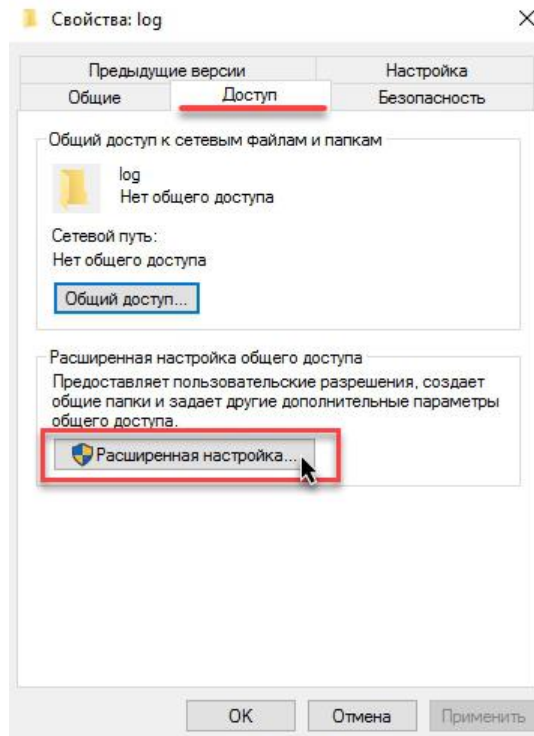 Свойства: log
Предыдущие версии
Настройка
Общие
Доступ
Безопасность
Общий доступ к сетевым файлам и папкам
log
Нет общего доступа
Сетевой путь:
Нет общего доступа
Общий доступ...
Расширенная настройка общего доступа
Предоставляет пользовательские разрешения, создает
общие папки и задает другие дополнительные параметры
общего доступа.
Расширенная настройка...
OK
Отмена
Применить